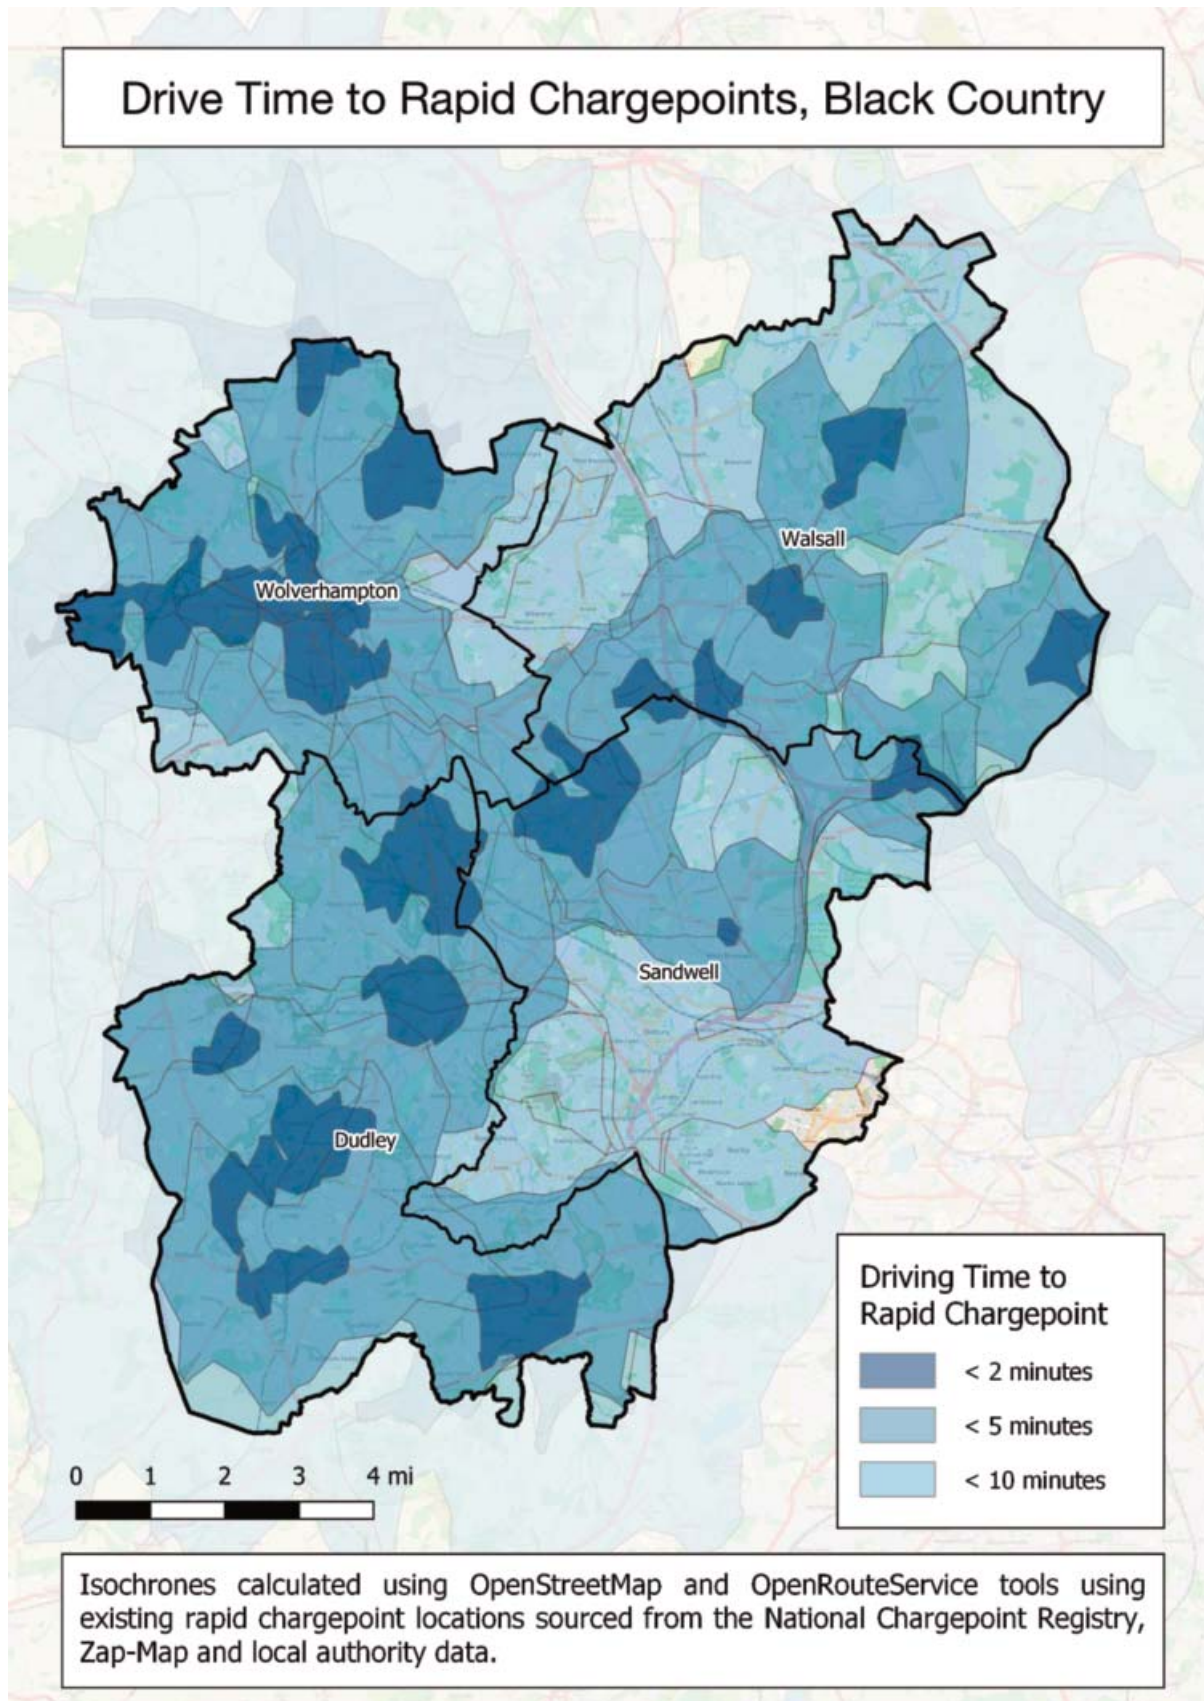 Drive Time to Rapid Chargepoints, Black Country
Walsall
Wolverhampton
Sandwell
Dudley
Driving Time to
Rapid Chargepoint
< 2 minutes
< 5 minutes
< 10 minutes
0 1 2 3 4 mi
Isochrones calculated using OpenStreetMap and OpenRouteService tools using
existing rapid chargepoint locations sourced from the National Chargepoint Registry,
Zap-Map and local authority data.